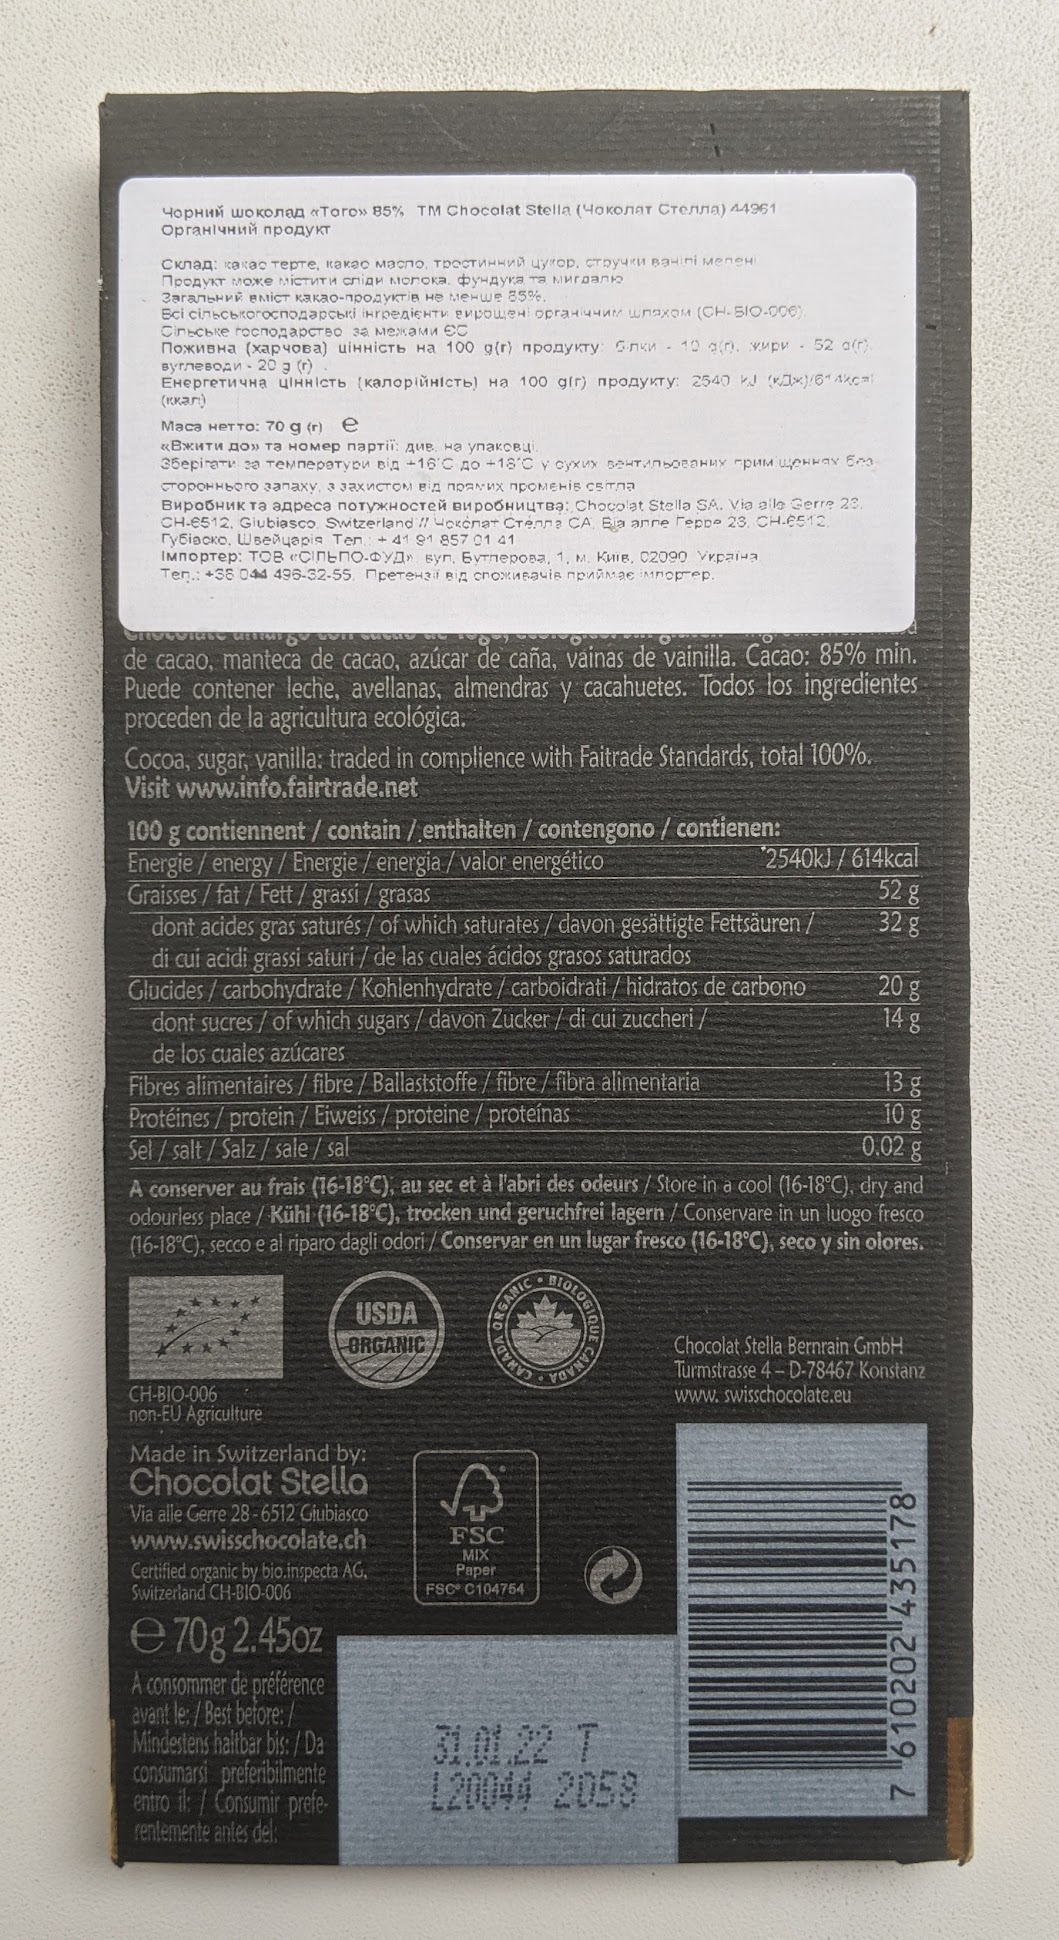 Чорний шоколад «Того» 85% ТМ Chocolat Stella (Чоколат Стелла) 44961
Органічний продукт
Склад: какао терте, какао масло, тростинний цукор, стручки ванілі мелені
Продукт може містити сліди молока, фундука та мигдалю
Загальний вміст какао-продуктів не менше 85%.
Всі сільськогосподарські інгредієнти вирощені органічним шляхом (CH-BIO-006).
Сільське господарство за межами ЄС
Поживна (харчова) цінність на 100 g(г) продукту: білки - 10 g(г), жири - 52 g(г),
вуглеводи - 20 g (г)
Енергетична цінність (калорійність) на 100 g(г) продукту: 2540 kJ (кДж)/614kcal
(ккал)
Маса нетто: 70 g (г) e
«Вжити до» та номер партії: див. на упаковці.
Зберігати за температури від +16°C до +18°C у сухих вентильованих приміщеннях без
стороннього запаху, з захистом від прямих променів світла
Виробник та адреса потужностей виробництва: Chocolat Stella SA, Via alle Gerre 28,
CH-6512, Giubiasco, Switzerland // Чоколат Стелла СА, Віа алле Герре 28, CH-6512,
Губіаско, Швейцарія Тел.: + 41 91 857 01 41
Імпортер: ТОВ «СІЛЬПО-ФУД» вул. Бутлерова, 1, м. Київ, 02090 Україна
Тел.: +38 044 496-32-55, Претензії від споживачів приймає імпортер.
de cacao, manteca de cacao, azúcar de caña, vainas de vainilla. Cacao: 85% min.
Puede contener leche, avellanas, almendras y cacahuetes. Todos los ingredientes
proceden de la agricultura ecológica.
Cocoa, sugar, vanilla: traded in complience with Faitrade Standards, total 100%.
Visit www.info.fairtrade.net
100 g contiennent / contain / enthalten / contengono / contienen:
Energie / energy / Energie / energia / valor energético 2540kJ / 614kcal
Graisses / fat / Fett / grassi / grasas 52 g
dont acides gras saturés / of which saturates / davon gesättigte Fettsäuren / 32 g
di cui acidi grassi saturi / de las cuales ácidos grasos saturados
Glucides / carbohydrate / Kohlenhydrate / carboidrati / hidratos de carbono 20 g
dont sucres / of which sugars / davon Zucker / di cui zuccheri / 14 g
de los cuales azúcares
Fibres alimentaires / fibre / Ballaststoffe / fibre / fibra alimentaria 13 g
Protéines / protein / Eiweiss / proteine / proteínas 10 g
Sel / salt / Salz / sale / sal 0.02 g
A conserver au frais (16-18°C), au sec et à l'abri des odeurs / Store in a cool (16-18°C), dry and
odourless place / Kühl (16-18°C), trocken und geruchfrei lagern / Conservare in un luogo fresco
(16-18°C), secco e al riparo dagli odori / Conservar en un lugar fresco (16-18°C), seco y sin olores.
USDA
ORGANIC
CANADA ORGANIC • BIOLOGIQUE CANADA •
CH-BIO-006
non-EU Agriculture
Chocolat Stella Bernrain GmbH
Turmstrasse 4 – D-78467 Konstanz
www. swisschocolate.eu
Made in Switzerland by:
Chocolat Stella
Via alle Gerre 28 - 6512 Giubiasco
www.swisschocolate.ch
Certified organic by bio.inspecta AG,
Switzerland CH-BIO-006
FSC
MIX
Paper
FSC® C104754
e 70g 2.45oz
A consommer de préférence
avant le: / Best before: /
Mindestens haltbar bis: / Da
consumarsi preferibilmente
entro il: / Consumir prefe-
rentemente antes del:
31.01.22 T
L20044 2058
7 610202 435178